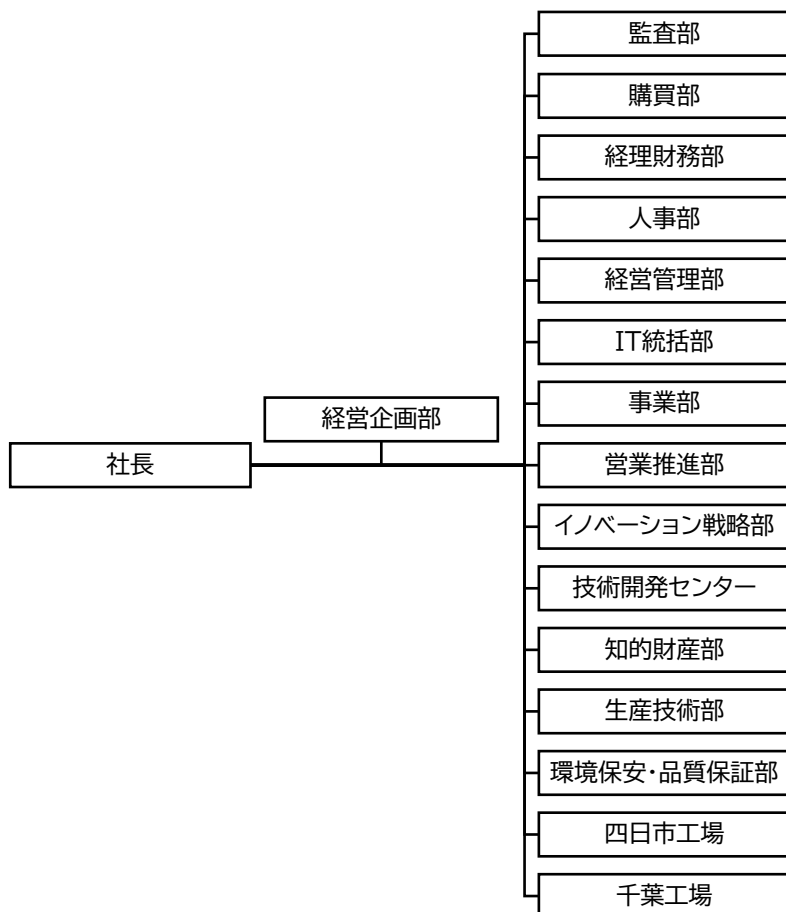 監査部
購買部
経理財務部
人事部
経営管理部
IT統括部
事業部
経営企画部
社長
営業推進部
イノベーション戦略部
技術開発センター
知的財産部
生産技術部
環境保安・品質保証部
四日市工場
千葉工場